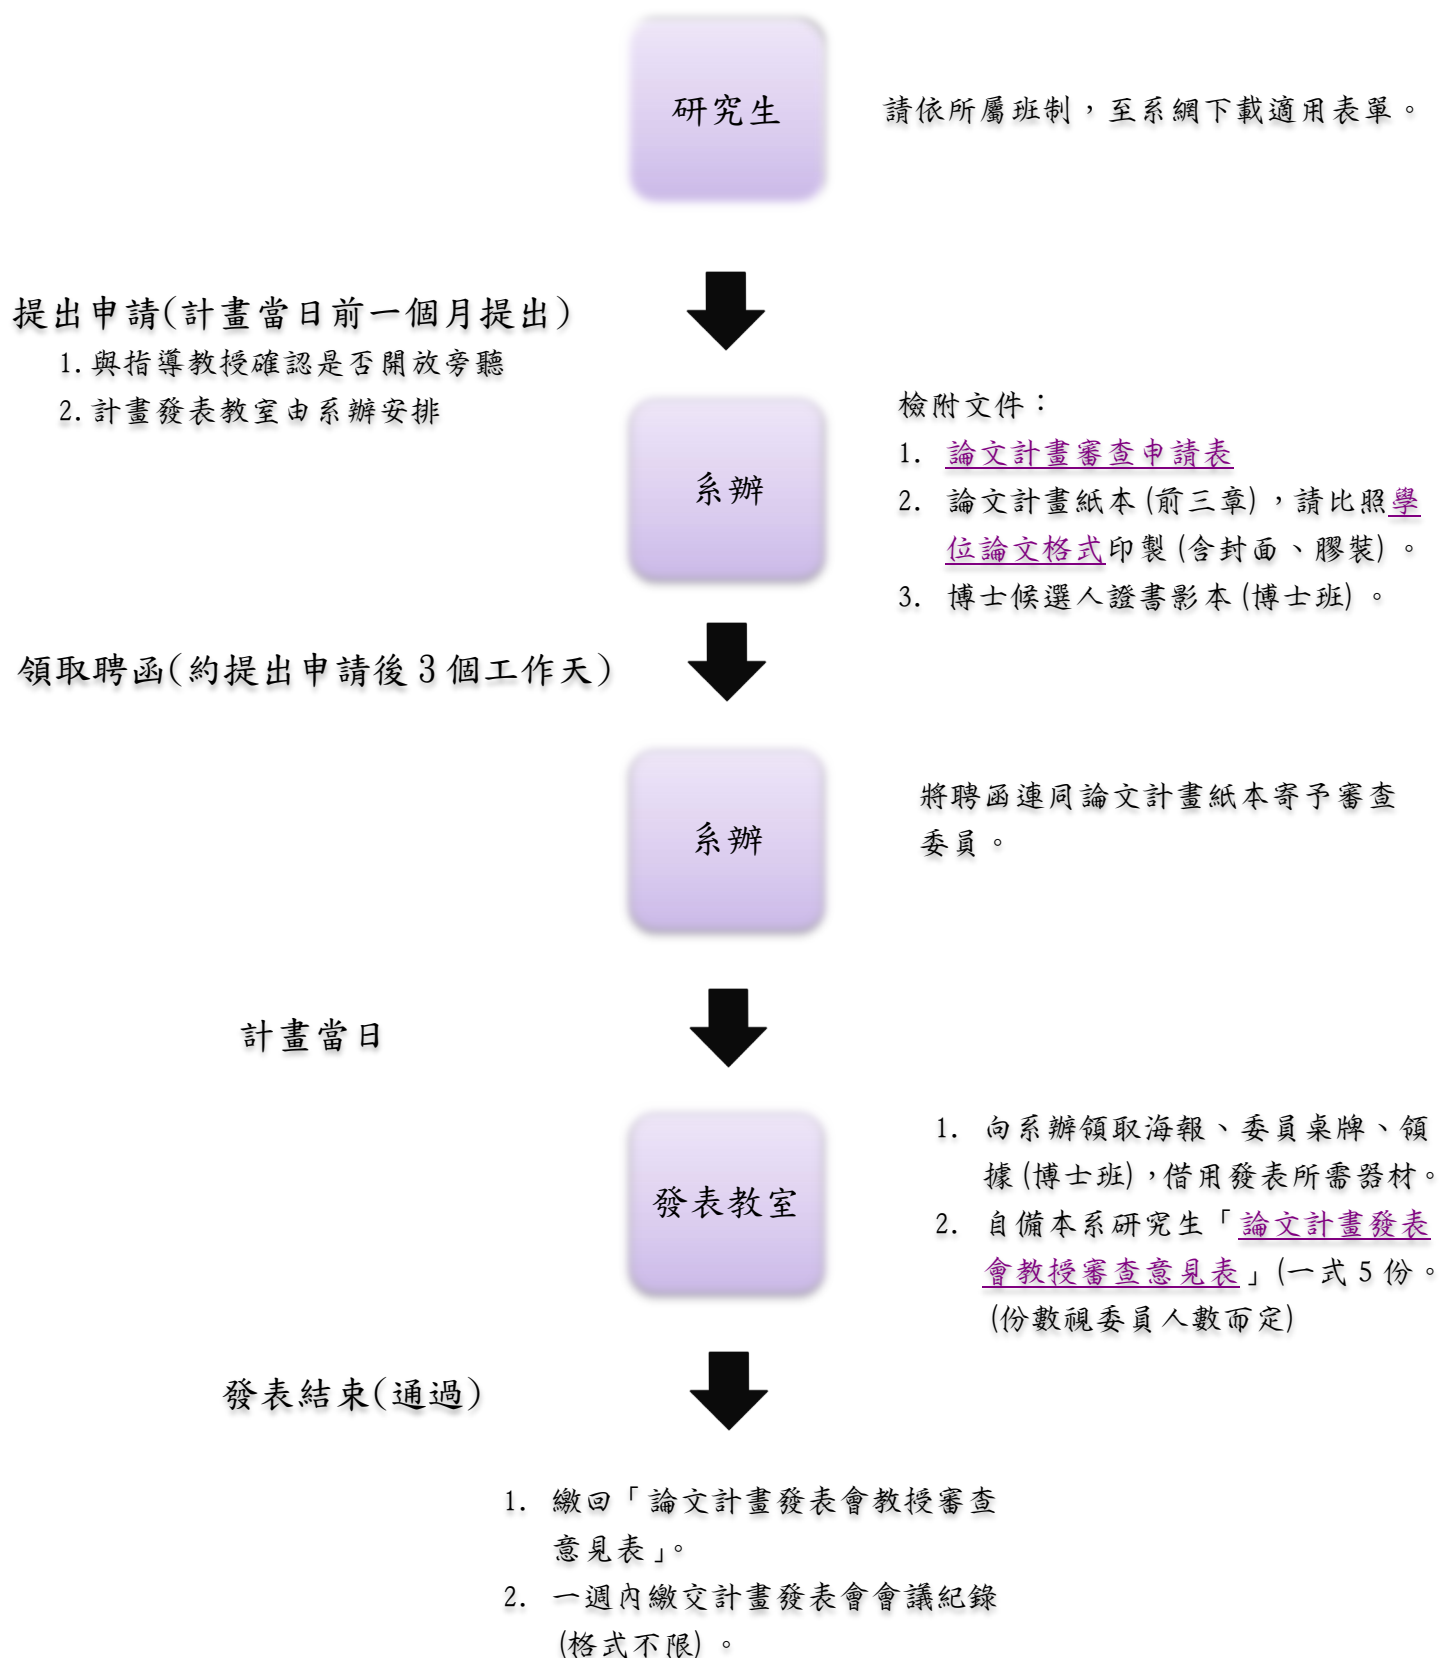 研究生
請依所屬班制，至系網下載適用表單。
提出申請(計畫當日前一個月提出)
1.與指導教授確認是否開放旁聽
2.計畫發表教室由系辦安排
系辦
檢附文件：
1. 論文計畫審查申請表
2. 論文計畫紙本(前三章)，請比照學
位論文格式印製(含封面、膠裝)。
3. 博士候選人證書影本(博士班)。
領取聘函(約提出申請後3個工作天)
系辦
將聘函連同論文計畫紙本寄予審查
委員。
計畫當日
發表教室
1. 向系辦領取海報、委員桌牌、領
據(博士班)，借用發表所需器材。
2. 自備本系研究生「論文計畫發表
會教授審查意見表」(一式5份。
(份數視委員人數而定)
發表結束(通過)
1. 繳回「論文計畫發表會教授審查
意見表」。
2. 一週內繳交計畫發表會會議紀錄
(格式不限)。